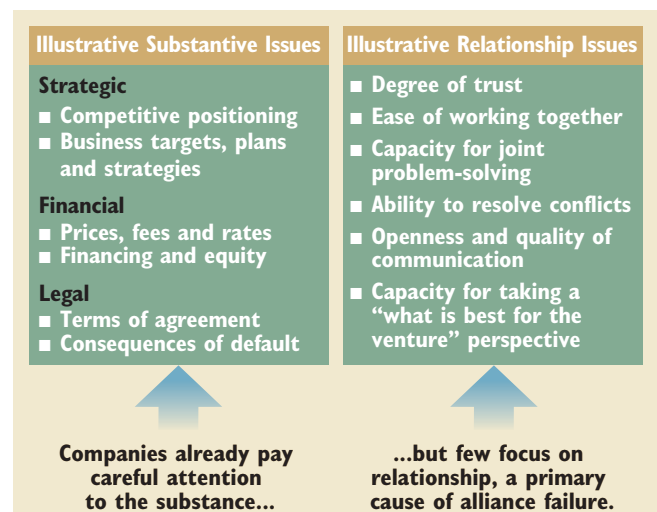 Illustrative Substantive Issues
Strategic
■ Competitive positioning
■ Business targets, plans
and strategies
Financial
■ Prices, fees and rates
■ Financing and equity
Legal
■ Terms of agreement
■ Consequences of default
Companies already pay
careful attention
to the substance...
Illustrative Relationship Issues
■ Degree of trust
■ Ease of working together
■ Capacity for joint
problem-solving
■ Ability to resolve conflicts
■ Openness and quality of
communication
■ Capacity for taking a
“what is best for the
venture” perspective
...but few focus on
relationship, a primary
cause of alliance failure.